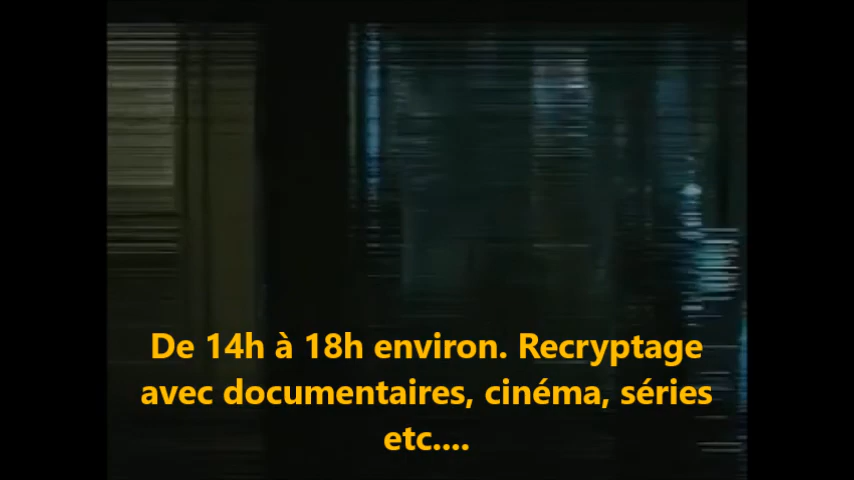 De 14h à 18h environ. Recryptage
avec documentaires, cinéma, séries
etc....